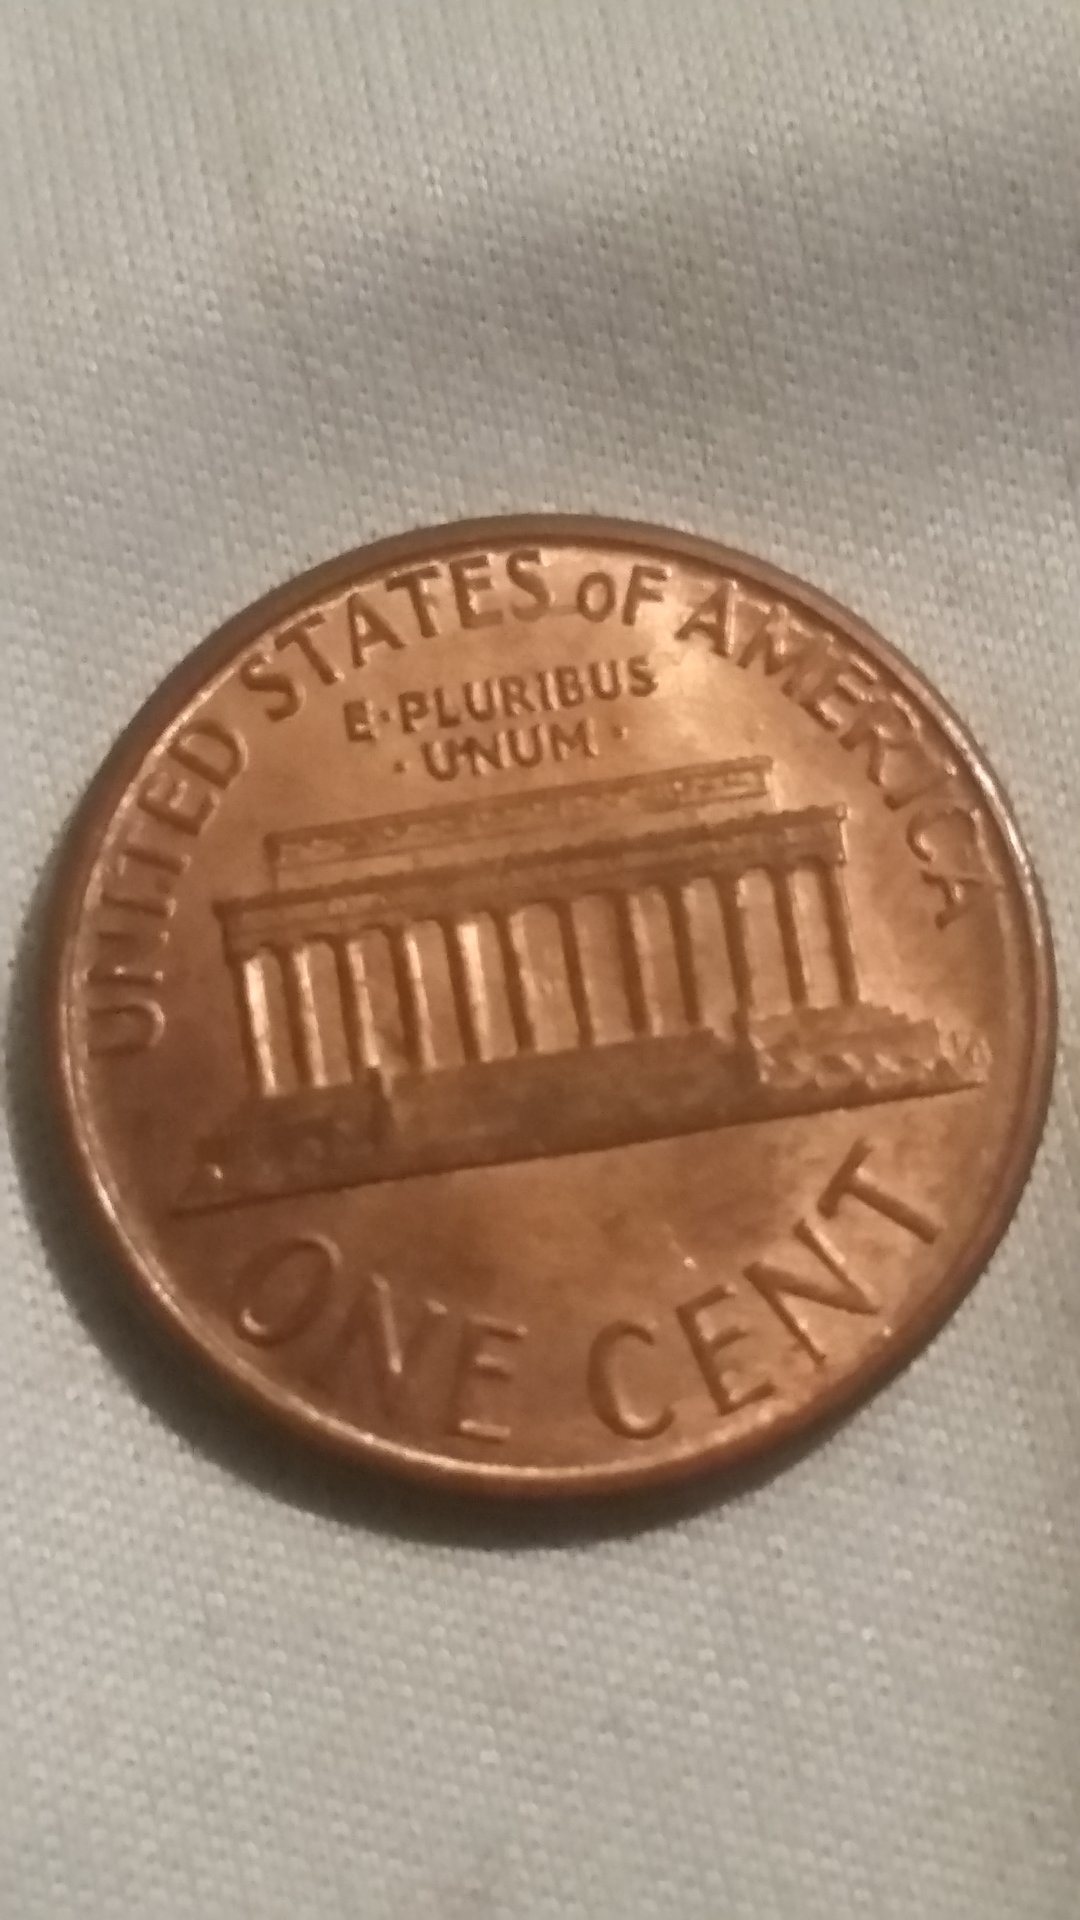 UNITED STATES OF AMERICA
E·PLURIBUS
·UNUM·
ONE CENT